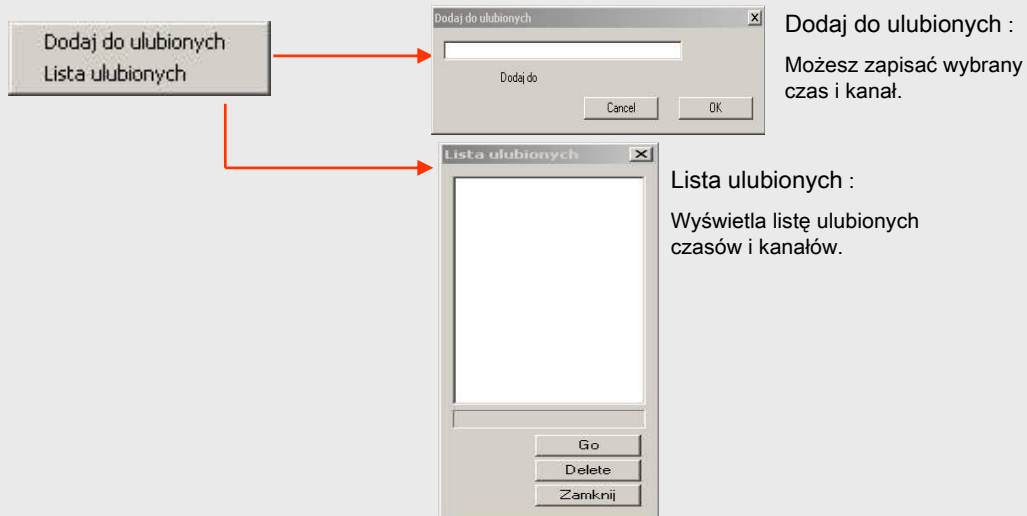 Dodaj do ulubionych
Lista ulubionych
Dodaj do ulubionych
Dodaj do
Cancel
OK
Dodaj do ulubionych :
Możesz zapisać wybrany
czas i kanał.
Lista ulubionych
Go
Delete
Zamknij
Lista ulubionych :
Wyświetla listę ulubionych
czasów i kanałów.